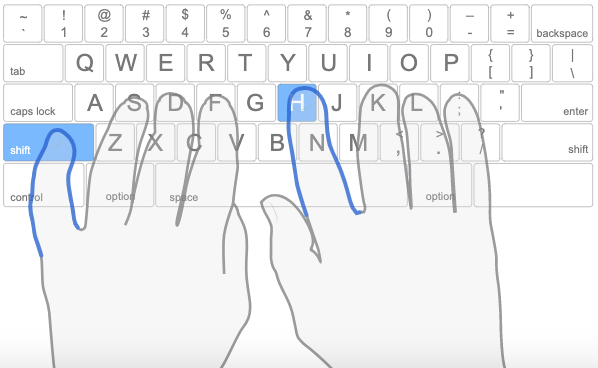 ~ ! @ # $ % ^ & * ( ) _ +
` 1 2 3 4 5 6 7 8 9 0 - = backspace
tab Q W E R T Y U I O P { [ } ] | \
caps lock A S D F G H J K L : ; " ' enter
shift Z X C V B N M < , > . ? / shift
control option space option